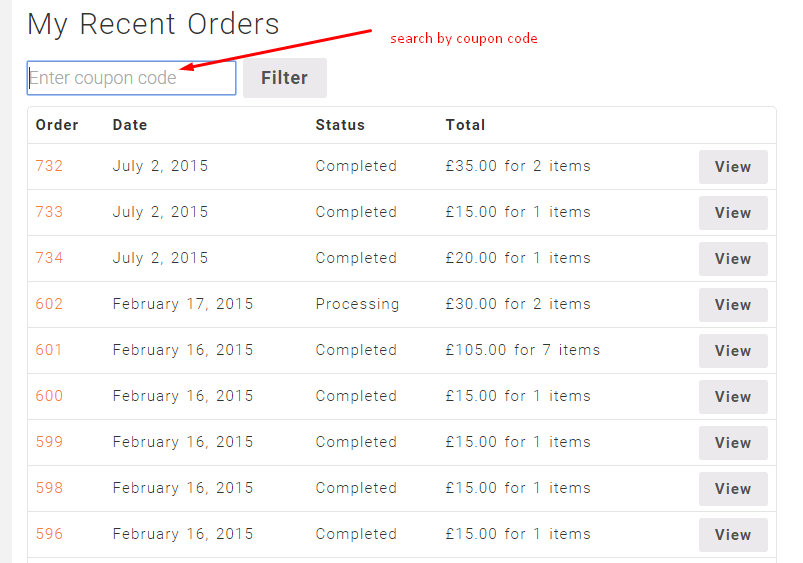 My Recent Orders
search by coupon code
Enter coupon code Filter
Order Date Status Total
732 July 2, 2015 Completed £35.00 for 2 items View
733 July 2, 2015 Completed £15.00 for 1 items View
734 July 2, 2015 Completed £20.00 for 1 items View
602 February 17, 2015 Processing £30.00 for 2 items View
601 February 16, 2015 Completed £105.00 for 7 items View
600 February 16, 2015 Completed £15.00 for 1 items View
599 February 16, 2015 Completed £15.00 for 1 items View
598 February 16, 2015 Completed £15.00 for 1 items View
596 February 16, 2015 Completed £15.00 for 1 items View